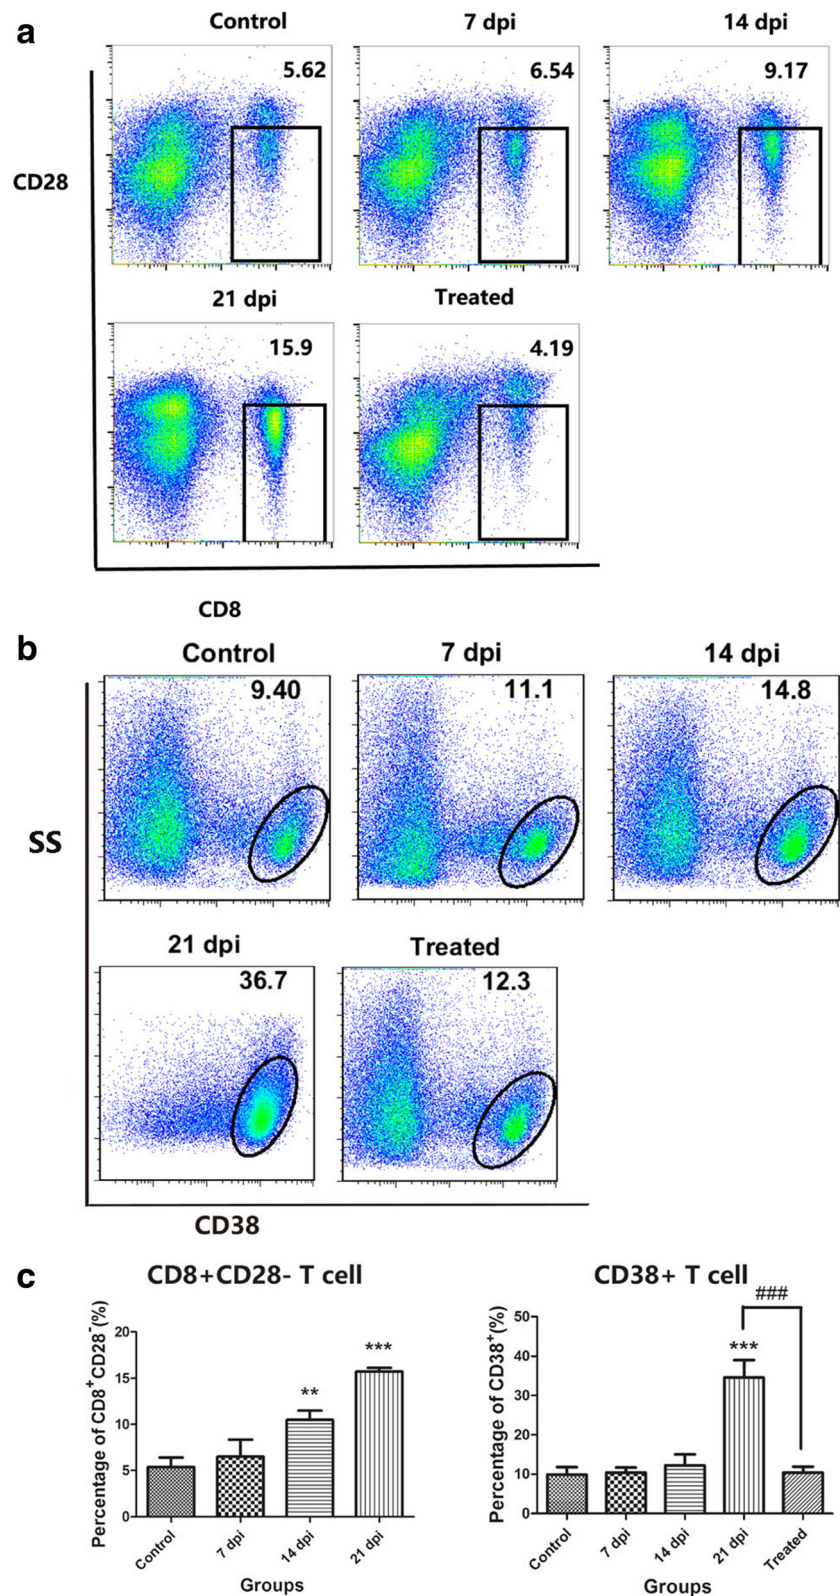 a
Control 7 dpi 14 dpi
5.62 6.54 9.17
CD28
21 dpi Treated
15.9 4.19
CD8
b
Control 7 dpi 14 dpi
9.40 11.1 14.8
SS
21 dpi Treated
36.7 12.3
CD38
c
CD8+CD28- T cell
Percentage of CD8⁺CD28⁻(%)
20
15
10
5
0
** ***
Control 7 dpi 14 dpi 21 dpi
Groups
CD38+ T cell
Percentage of CD38⁺(%)
50
40
30
20
10
0
###
***
Control 7 dpi 14 dpi 21 dpi Treated
Groups